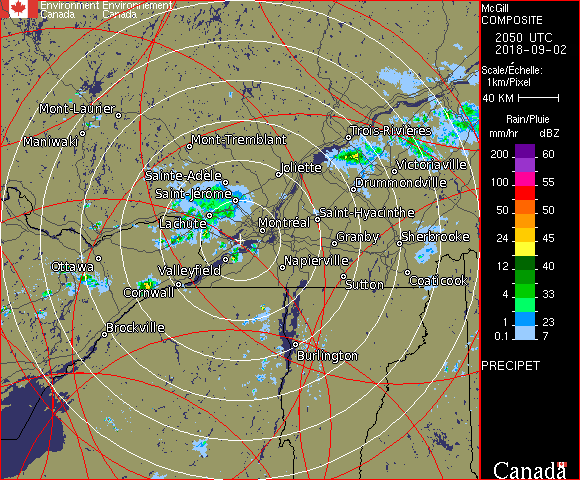 Environment Environnement
Canada Canada
McGill
COMPOSITE
2050 UTC
2018-09-02
Scale/Échelle:
1km/Pixel
40 KM
Rain/Pluie
mm/hr dBZ
200 60
100 55
50 50
24 45
12 40
4 33
1 23
0.1 7
PRECIPET
Canada
Mont-Laurier
Maniwaki
Mont-Tremblant
Trois-Rivières
Joliette
Victoriaville
Sainte-Adèle
Drummondville
Saint-Jérôme
Lachute
Montréal
Saint-Hyacinthe
Granby
Sherbrooke
Ottawa
Valleyfield
Napierville
Cornwall
Sutton
Coaticook
Brockville
Burlington